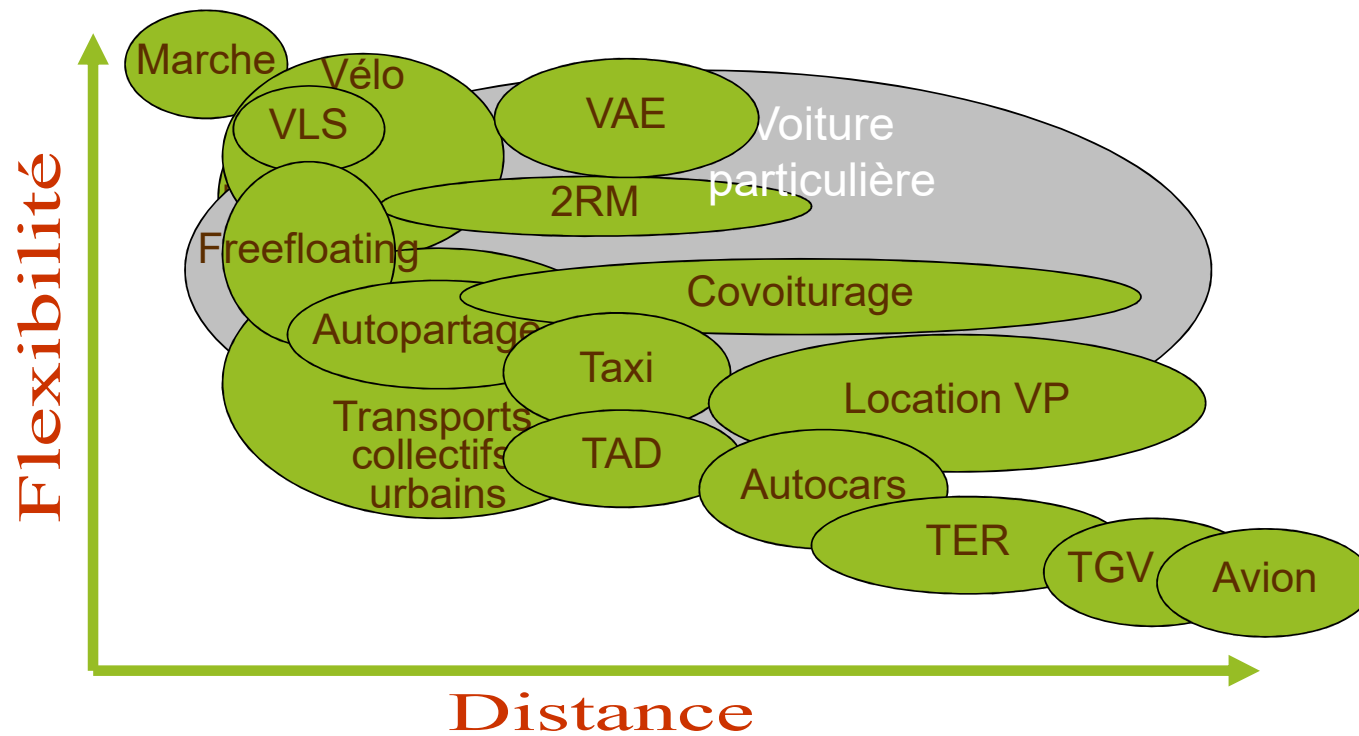 Marche
Vélo
VLS
VAE
Voiture
particulière
2RM
Freefloating
Covoiturage
Autopartage
Taxi
Location VP
Transports
collectifs
urbains
TAD
Autocars
TER
TGV
Avion
Flexibilité
Distance